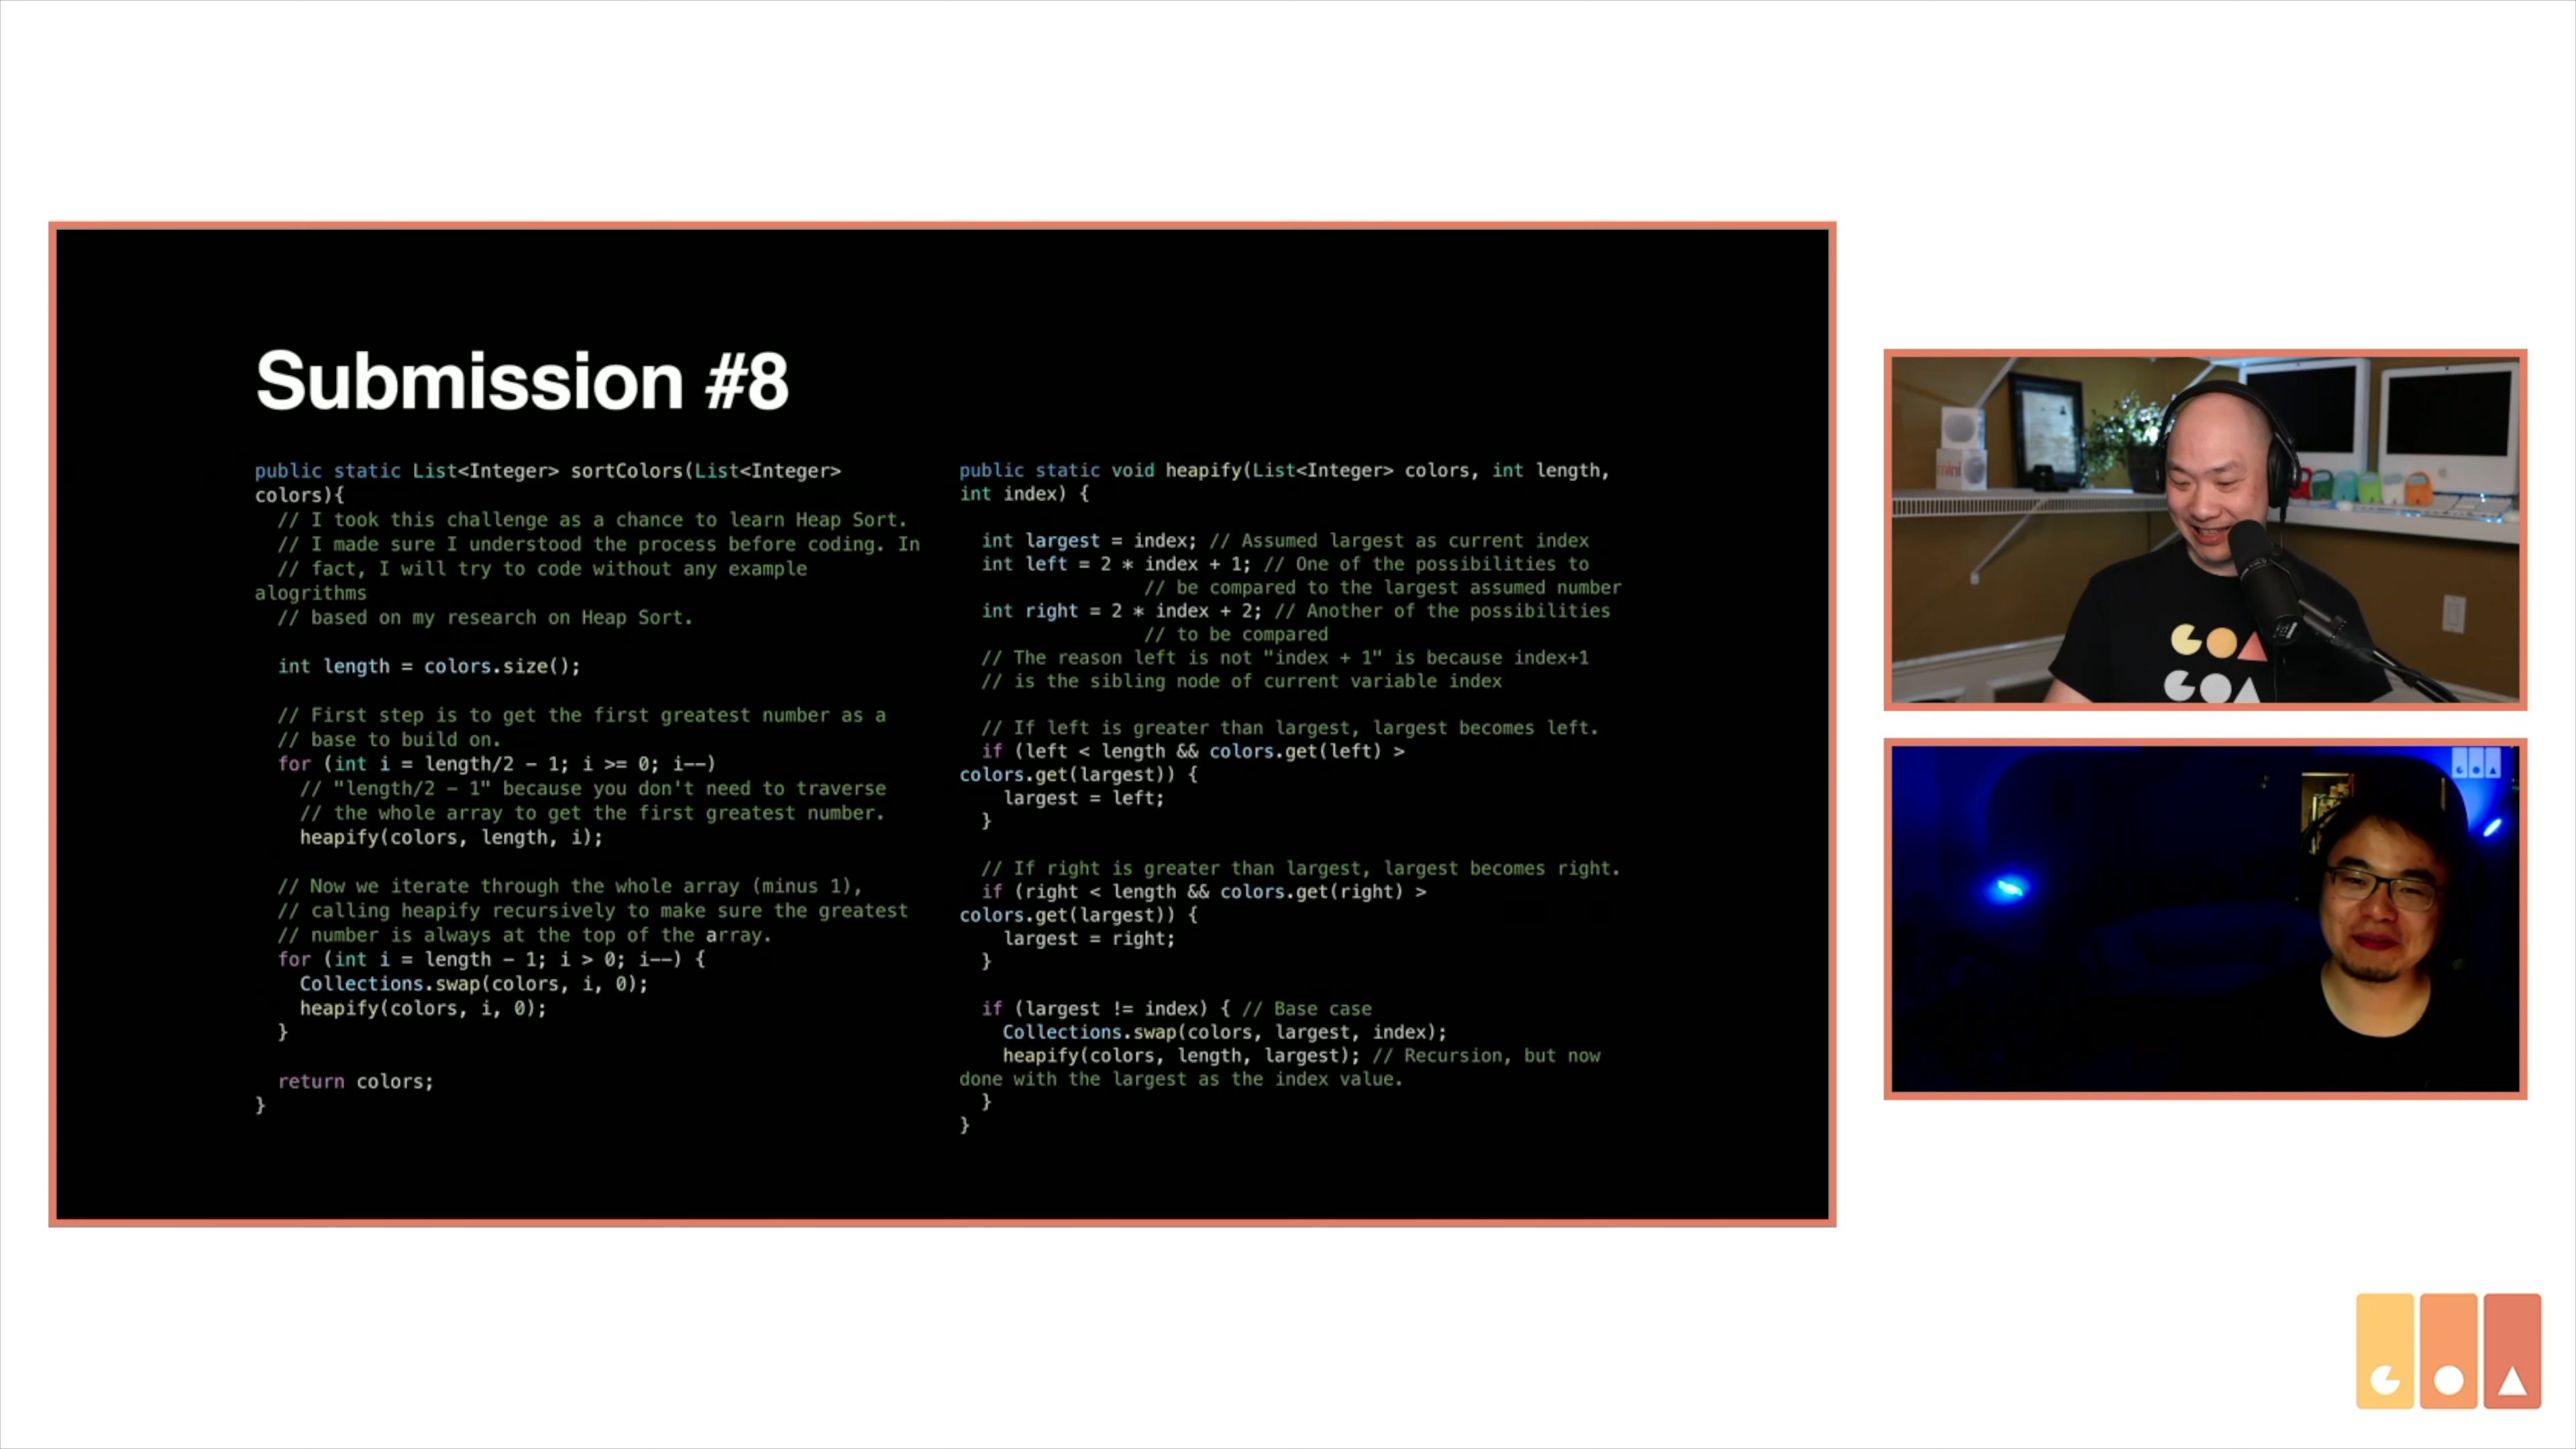 Submission #8
public static List<Integer> sortColors(List<Integer>
colors){
// I took this challenge as a chance to learn Heap Sort.
// I made sure I understood the process before coding. In
// fact, I will try to code without any example
alogrithms
// based on my research on Heap Sort.
int length = colors.size();
// First step is to get the first greatest number as a
// base to build on.
for (int i = length/2 - 1; i >= 0; i--)
// "length/2 - 1" because you don't need to traverse
// the whole array to get the first greatest number.
heapify(colors, length, i);
// Now we iterate through the whole array (minus 1),
// calling heapify recursively to make sure the greatest
// number is always at the top of the array.
for (int i = length - 1; i > 0; i--) {
Collections.swap(colors, i, 0);
heapify(colors, i, 0);
}
return colors;
}
public static void heapify(List<Integer> colors, int length,
int index) {
int largest = index; // Assumed largest as current index
int left = 2 * index + 1; // One of the possibilities to
// be compared to the largest assumed number
int right = 2 * index + 2; // Another of the possibilities
// to be compared
// The reason left is not "index + 1" is because index+1
// is the sibling node of current variable index
// If left is greater than largest, largest becomes left.
if (left < length && colors.get(left) >
colors.get(largest)) {
largest = left;
}
// If right is greater than largest, largest becomes right.
if (right < length && colors.get(right) >
colors.get(largest)) {
largest = right;
}
if (largest != index) { // Base case
Collections.swap(colors, largest, index);
heapify(colors, length, largest); // Recursion, but now
done with the largest as the index value.
}
}
mini